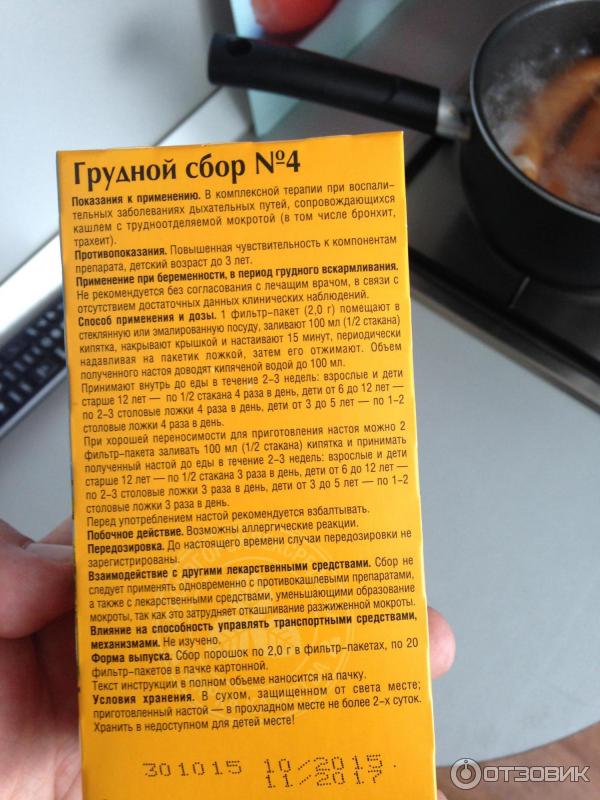 Грудной сбор №4
Показания к применению. В комплексной терапии при воспали-
тельных заболеваниях дыхательных путей, сопровождающихся
кашлем с трудноотделяемой мокротой (в том числе бронхит,
трахеит).
Противопоказания. Повышенная чувствительность к компонентам
препарата, детский возраст до 3 лет.
Применение при беременности, в период грудного вскармливания.
Не рекомендуется без согласования с лечащим врачом, в связи с
отсутствием достаточных данных клинических наблюдений.
Способ применения и дозы. 1 фильтр-пакет (2,0 г) помещают в
стеклянную или эмалированную посуду, заливают 100 мл (1/2 стакана)
кипятка, накрывают крышкой и настаивают 15 минут, периодически
надавливая на пакетик ложкой, затем его отжимают. Объем
полученного настоя доводят кипяченой водой до 100 мл.
Принимают внутрь до еды в течение 2–3 недель: взрослые и дети
старше 12 лет — по 1/2 стакана 4 раза в день, дети от 6 до 12 лет —
по 2–3 столовые ложки 4 раза в день, дети от 3 до 5 лет — по 1–2
столовые ложки 4 раза в день.
При хорошей переносимости для приготовления настоя можно 2
фильтр-пакета заливать 100 мл (1/2 стакана) кипятка и принимать
полученный настой до еды в течение 2–3 недель: взрослые и дети
старше 12 лет — по 1/2 стакана 3 раза в день, дети от 6 до 12 лет —
по 2–3 столовые ложки 3 раза в день, дети от 3 до 5 лет — по 1–2
столовые ложки 3 раза в день.
Перед употреблением настой рекомендуется взбалтывать.
Побочное действие. Возможны аллергические реакции.
Передозировка. До настоящего времени случаи передозировки не
зарегистрированы.
Взаимодействие с другими лекарственными средствами. Сбор не
следует применять одновременно с противокашлевыми препаратами,
а также с лекарственными средствами, уменьшающими образование
мокроты, так как это затрудняет откашливание разжиженной мокроты.
Влияние на способность управлять транспортными средствами,
механизмами. Не изучено.
Форма выпуска. Сбор порошок по 2,0 г в фильтр-пакетах, по 20
фильтр-пакетов в пачке картонной.
Текст инструкции в полном объеме наносится на пачку.
Условия хранения. В сухом, защищенном от света месте;
приготовленный настой — в прохладном месте не более 2-х суток.
Хранить в недоступном для детей месте!
301015 10/2015.
11/2017
ОТЗОВИК